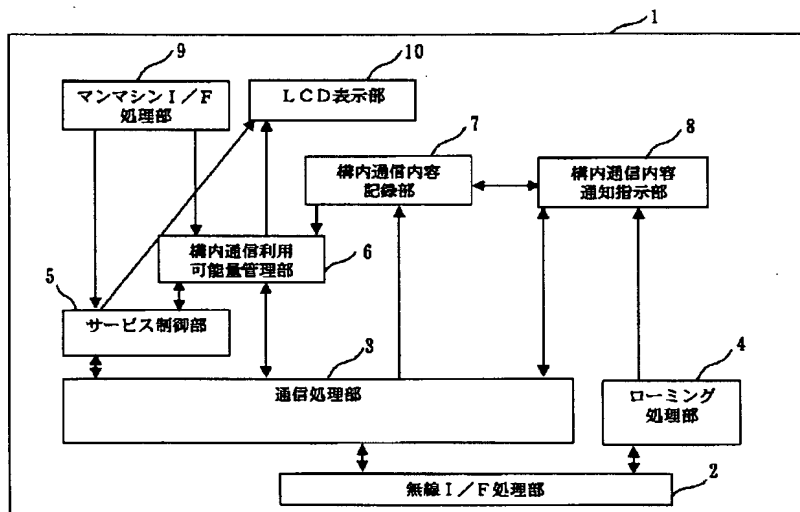 1
9
10
マンマシンI/F
処理部
LCD表示部
7
8
構内通信内容
記録部
構内通信内容
通知指示部
構内通信利用
可能量管理部
6
5
サービス制御部
3
4
通信処理部
ローミング
処理部
無線I/F処理部
2